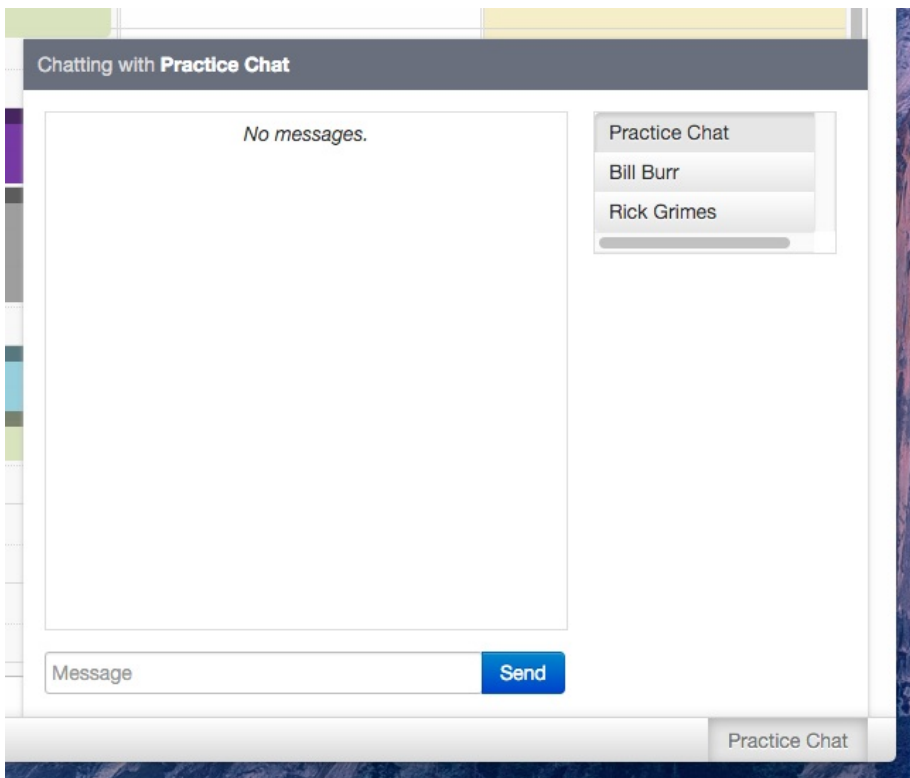 Chatting with Practice Chat
No messages.
Practice Chat
Bill Burr
Rick Grimes
Message
Send
Practice Chat